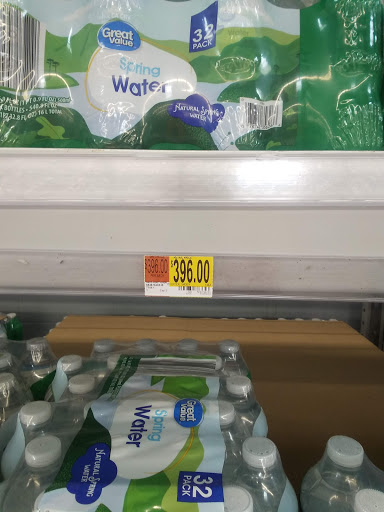 Great
Value
32
PACK
Spring
Water
NATURAL SPRING
WATER
$396.00
$396.00
Spring
Water
Great
Value
NATURAL SPRING
WATER
32
PACK